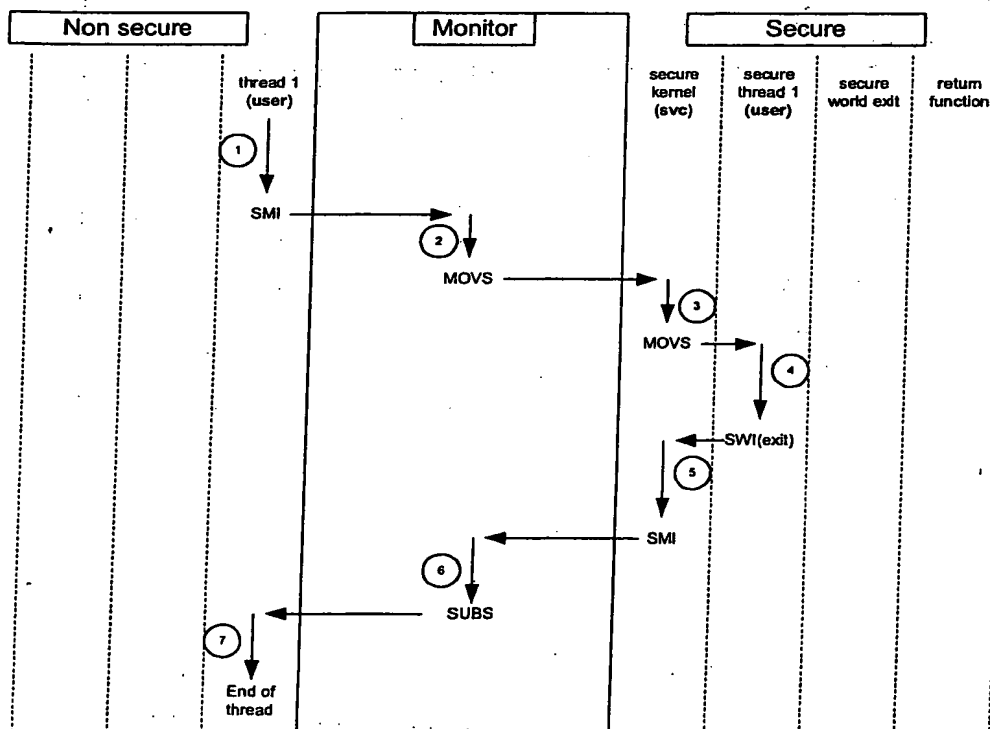 Non secure
Monitor
Secure
thread 1
(user)
secure
kernel
(svc)
secure
thread 1
(user)
secure
world exit
return
function
1
SMI
2
MOVS
3
MOVS
4
SWI(exit)
5
SMI
6
SUBS
7
End of
thread